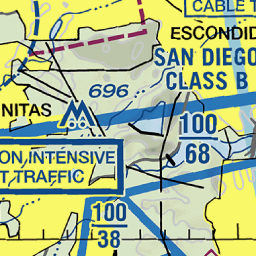 CABLE T
ESCONDID
SAN DIEGO
CLASS B
696
NITAS
100
68
ON INTENSIVE
T TRAFFIC
100
38